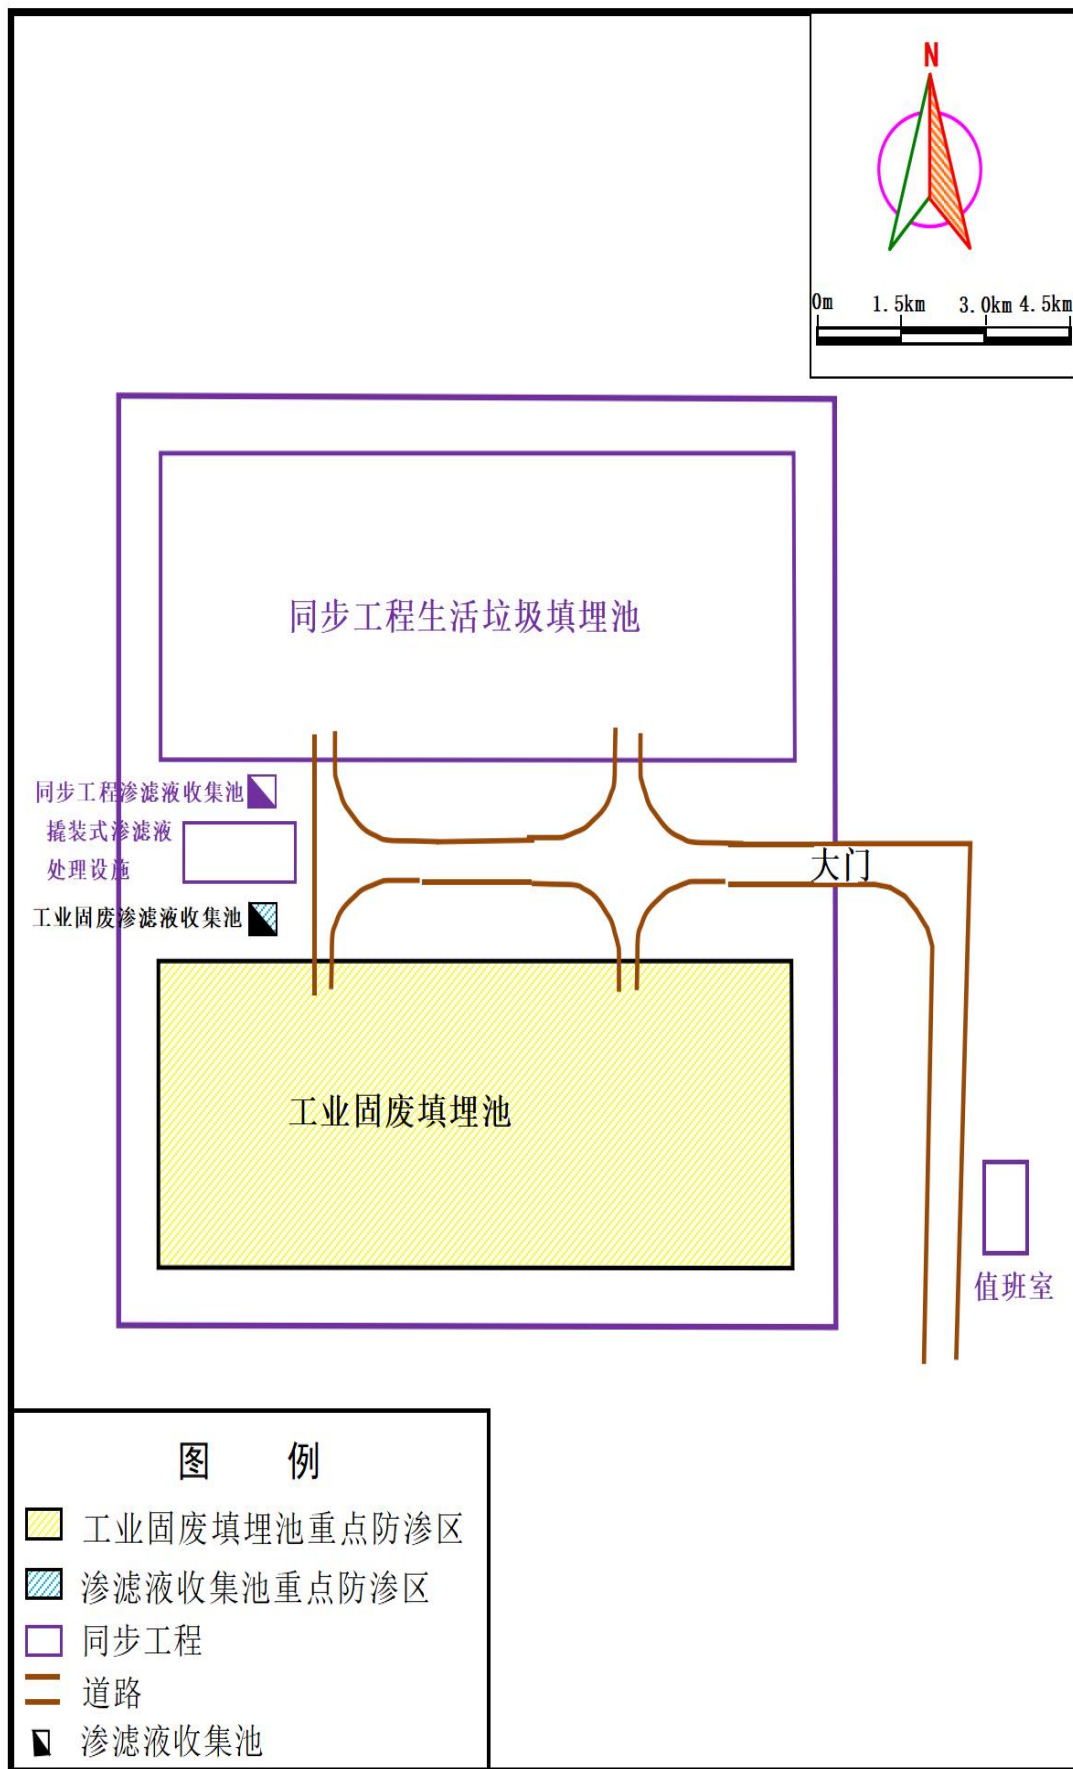 N
0m 1.5km 3.0km 4.5km
同步工程生活垃圾填埋池
同步工程渗滤液收集池
撬装式渗滤液
处理设施
大门
工业固废渗滤液收集池
工业固废填埋池
值班室
图 例
工业固废填埋池重点防渗区
渗滤液收集池重点防渗区
同步工程
道路
渗滤液收集池